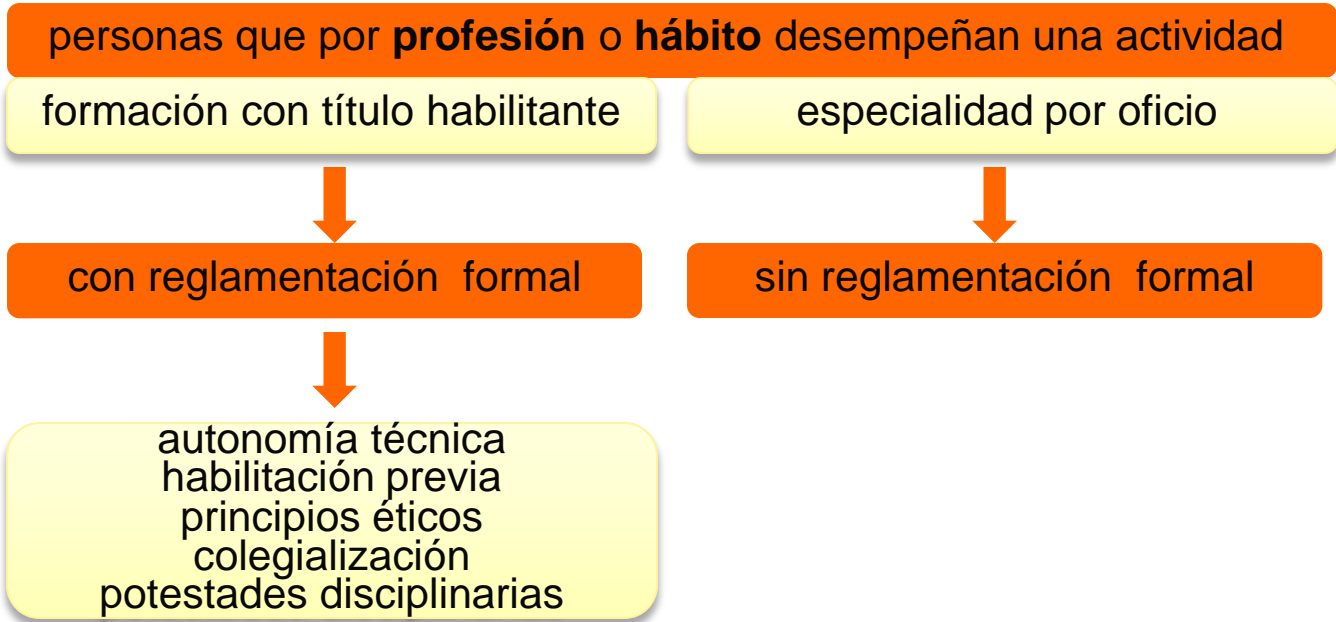 personas que por profesión o hábito desempeñan una actividad
formación con título habilitante
especialidad por oficio
con reglamentación formal
sin reglamentación formal
autonomía técnica
habilitación previa
principios éticos
colegialización
potestades disciplinarias